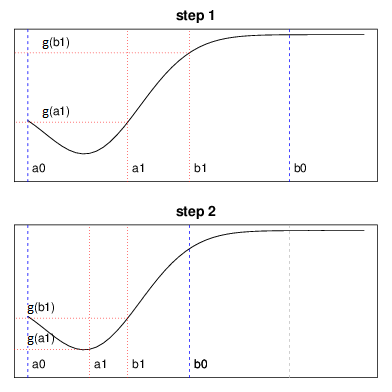 step 1
g(b1)
g(a1)
a0 a1 b1 b0
step 2
g(b1)
g(a1)
a0 a1 b1 b0